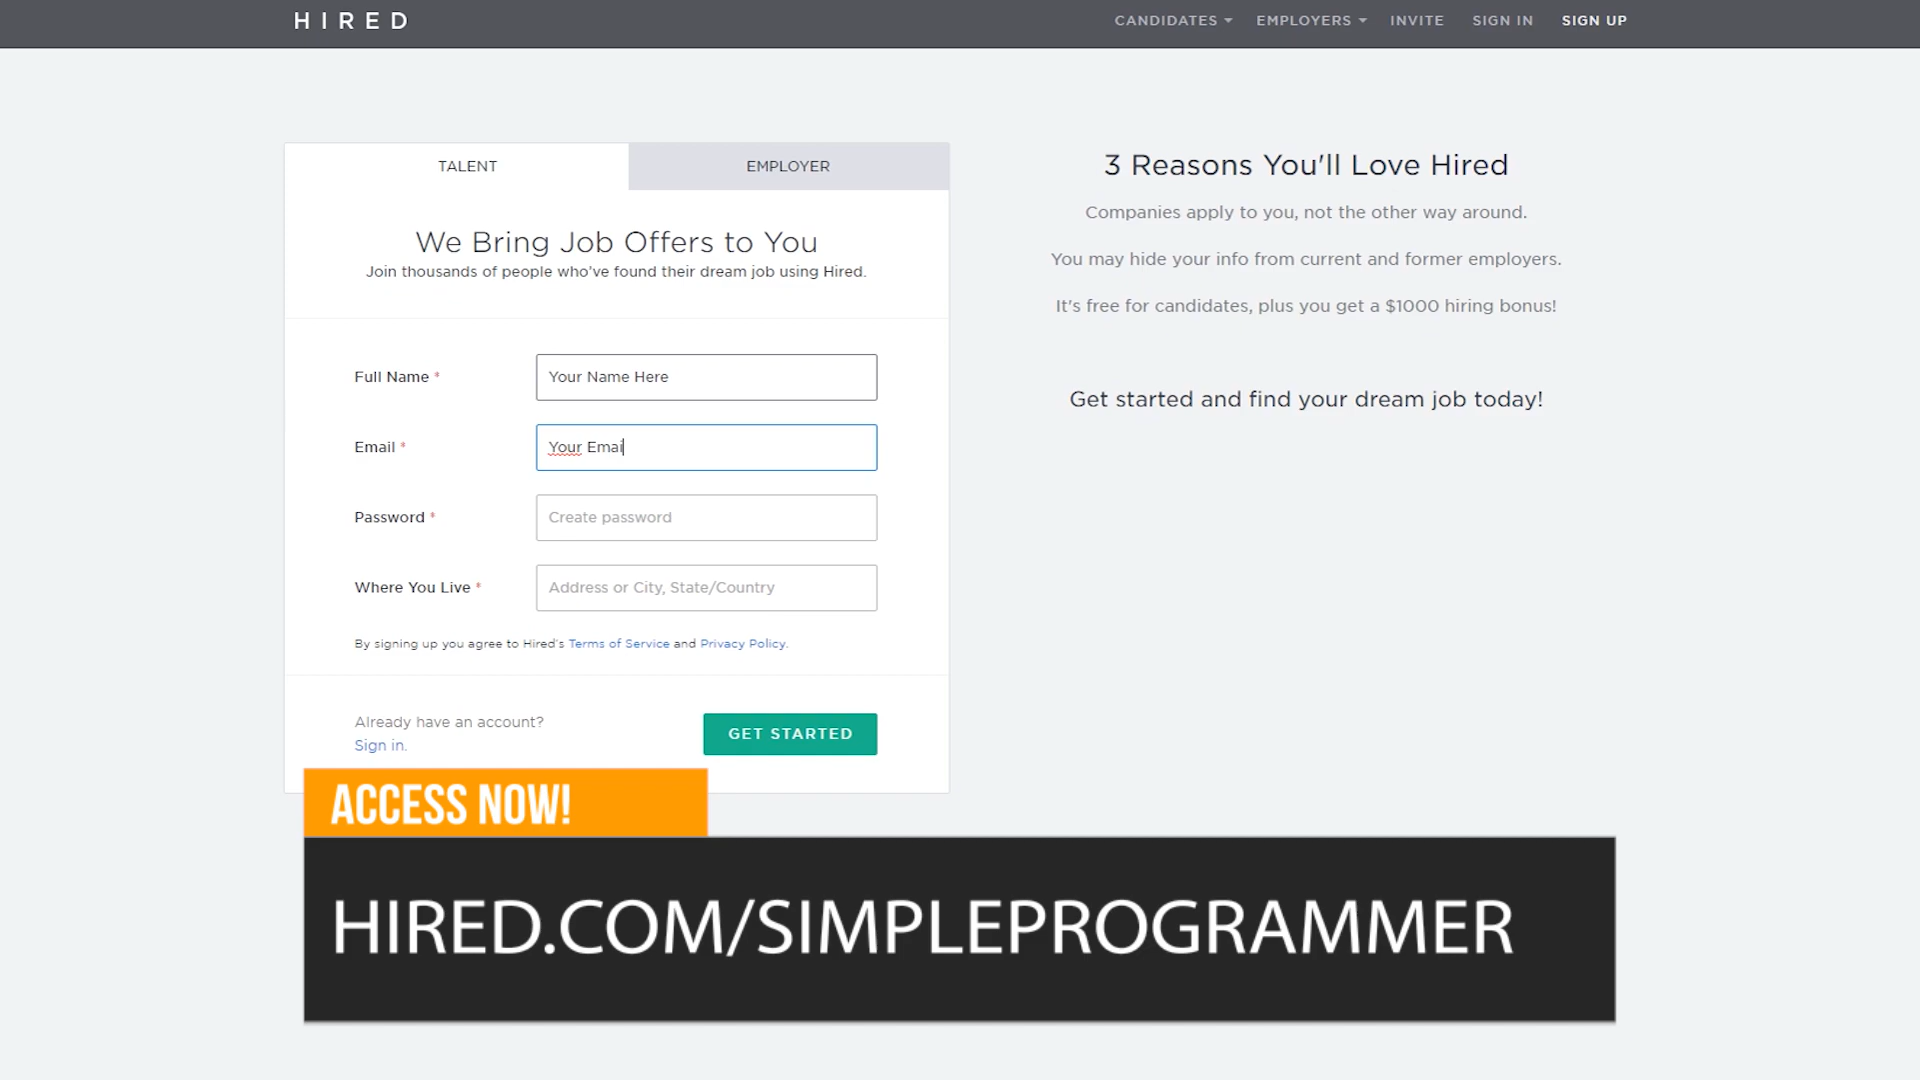 HIRED
CANDIDATES EMPLOYERS INVITE SIGN IN SIGN UP
TALENT EMPLOYER
We Bring Job Offers to You
Join thousands of people who've found their dream job using Hired.
Full Name * Your Name Here
Email * Your Emai
Password * Create password
Where You Live * Address or City, State/Country
By signing up you agree to Hired's Terms of Service and Privacy Policy.
Already have an account?
Sign in.
GET STARTED
3 Reasons You'll Love Hired
Companies apply to you, not the other way around.
You may hide your info from current and former employers.
It's free for candidates, plus you get a $1000 hiring bonus!
Get started and find your dream job today!
ACCESS NOW!
HIRED.COM/SIMPLEPROGRAMMER